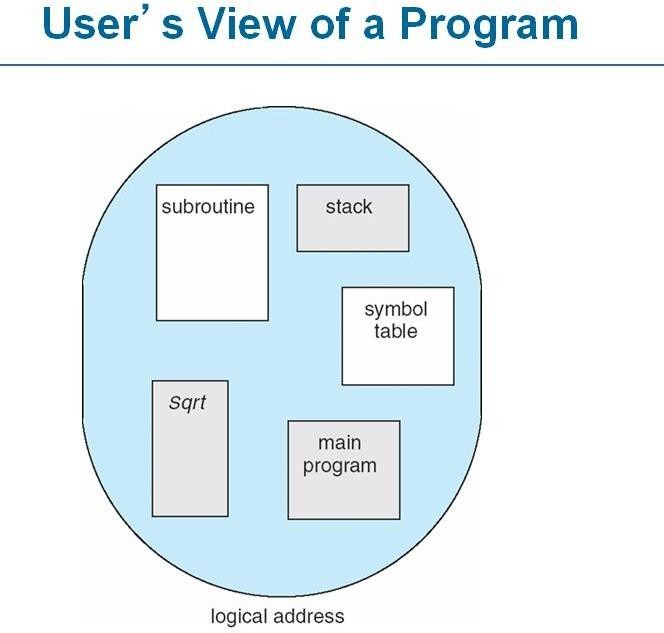 User’s View of a Program
subroutine
stack
symbol
table
Sqrt
main
program
logical address